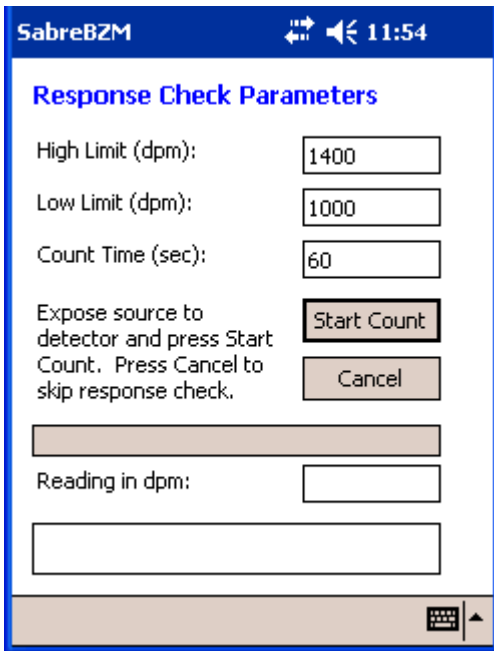 SabreBZM 11:54
Response Check Parameters
High Limit (dpm): 1400
Low Limit (dpm): 1000
Count Time (sec): 60
Expose source to
detector and press Start
Count. Press Cancel to
skip response check.
Start Count
Cancel
Reading in dpm: